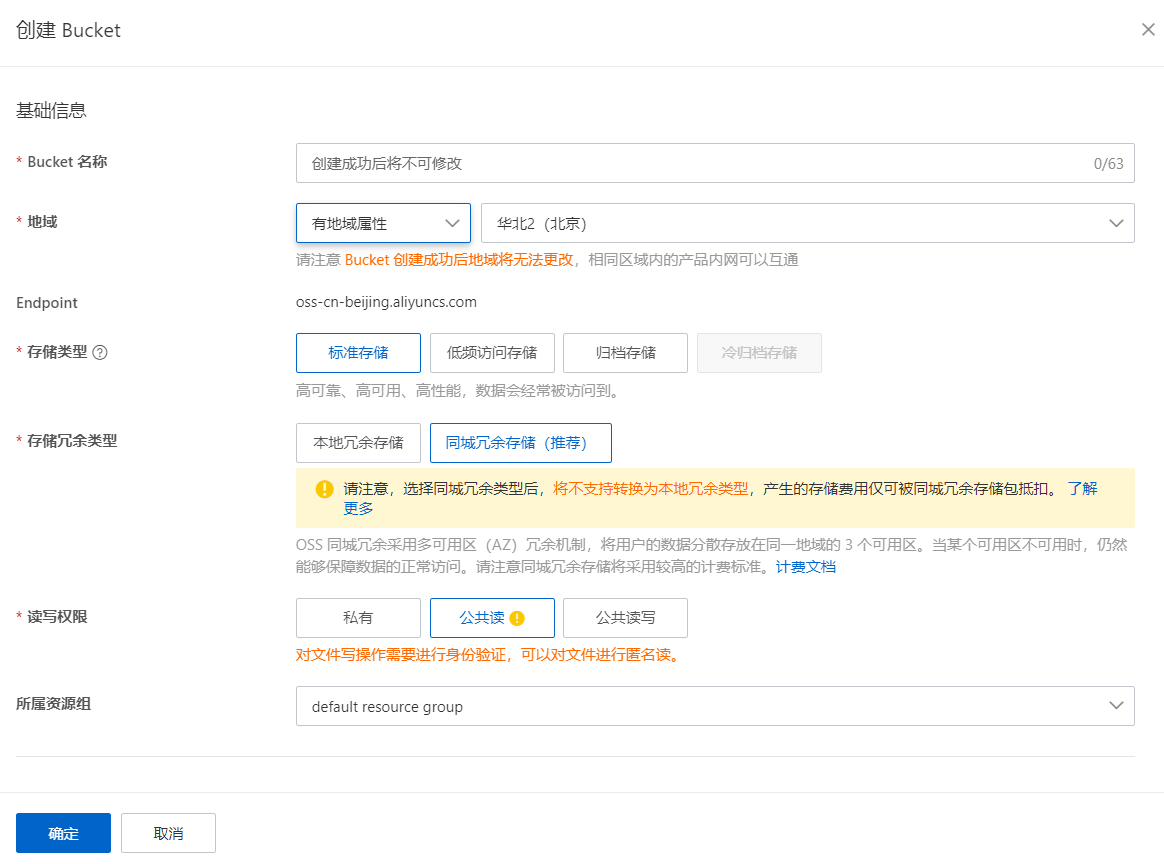 创建 Bucket
基础信息
* Bucket 名称
创建成功后将不可修改
0/63
* 地域
有地域属性
华北2（北京）
请注意 Bucket 创建成功后地域将无法更改，相同区域内的产品内网可以互通
Endpoint
oss-cn-beijing.aliyuncs.com
* 存储类型
标准存储
低频访问存储
归档存储
冷归档存储
高可靠、高可用、高性能，数据会经常被访问到。
* 存储冗余类型
本地冗余存储
同城冗余存储（推荐）
请注意，选择同城冗余类型后，将不支持转换为本地冗余类型，产生的存储费用仅可被同城冗余存储包抵扣。 了解
更多
OSS 同城冗余采用多可用区（AZ）冗余机制，将用户的数据分散存放在同一地域的 3 个可用区。当某个可用区不可用时，仍然
能够保障数据的正常访问。请注意同城冗余存储将采用较高的计费标准。计费文档
* 读写权限
私有
公共读
公共读写
对文件写操作需要进行身份验证，可以对文件进行匿名读。
所属资源组
default resource group
确定
取消